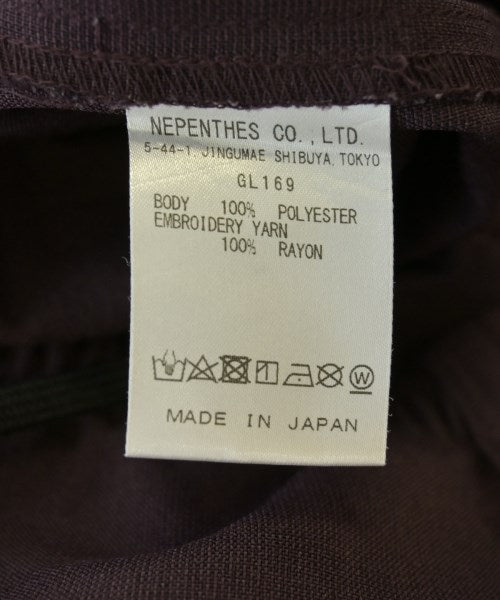 NEPENTHES CO.,LTD.
5-44-1, JINGUMAE SHIBUYA, TOKYO
GL169
BODY 100% POLYESTER
EMBROIDERY YARN
100% RAYON
W
MADE IN JAPAN